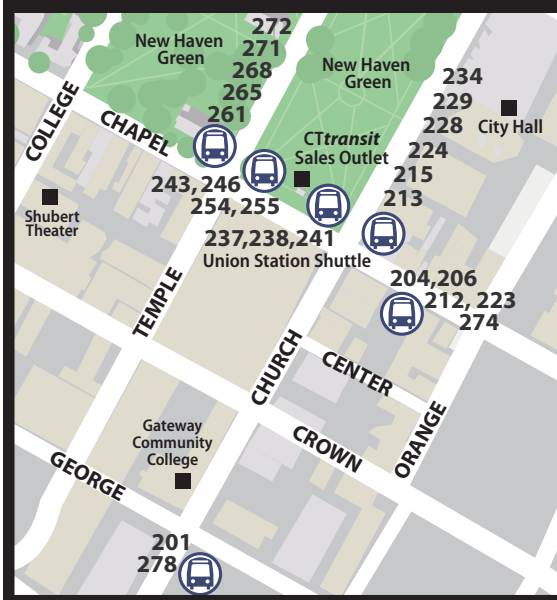 272
New Haven
Green
271
268
265
261
New Haven
Green
234
229
228
City Hall
224
215
213
COLLEGE
CHAPEL
CTtransit
Sales Outlet
243, 246
254, 255
Shubert
Theater
237,238,241
Union Station Shuttle
204,206
212, 223
274
TEMPLE
CHURCH
CENTER
CROWN
ORANGE
Gateway
Community
College
GEORGE
201
278